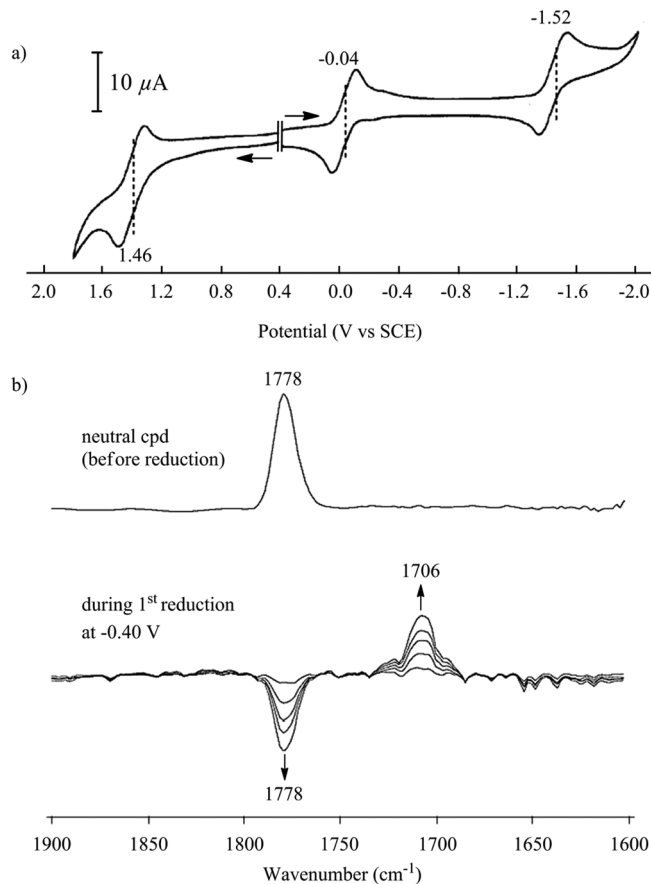 a)
10 μA
-0.04
-1.52
1.46
2.0 1.6 1.2 0.8 0.4 0.0 -0.4 -0.8 -1.2 -1.6 -2.0
Potential (V vs SCE)
b)
1778
neutral cpd
(before reduction)
1706
during 1st reduction
at -0.40 V
1778
1900 1850 1800 1750 1700 1650 1600
Wavenumber (cm-1)